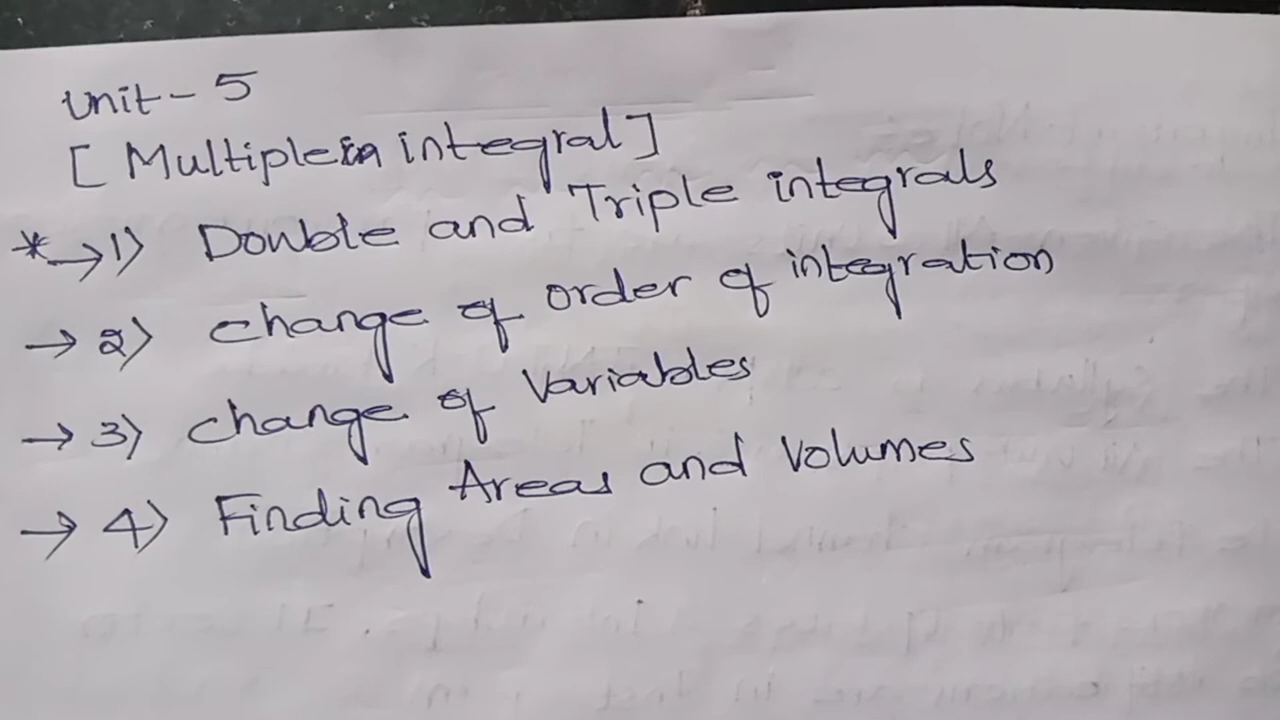 Unit - 5
[ Multiple integral ]
* → 1) Double and Triple integrals
→ 2) change of order of integration
→ 3) change of variables
→ 4) Finding Areas and Volumes